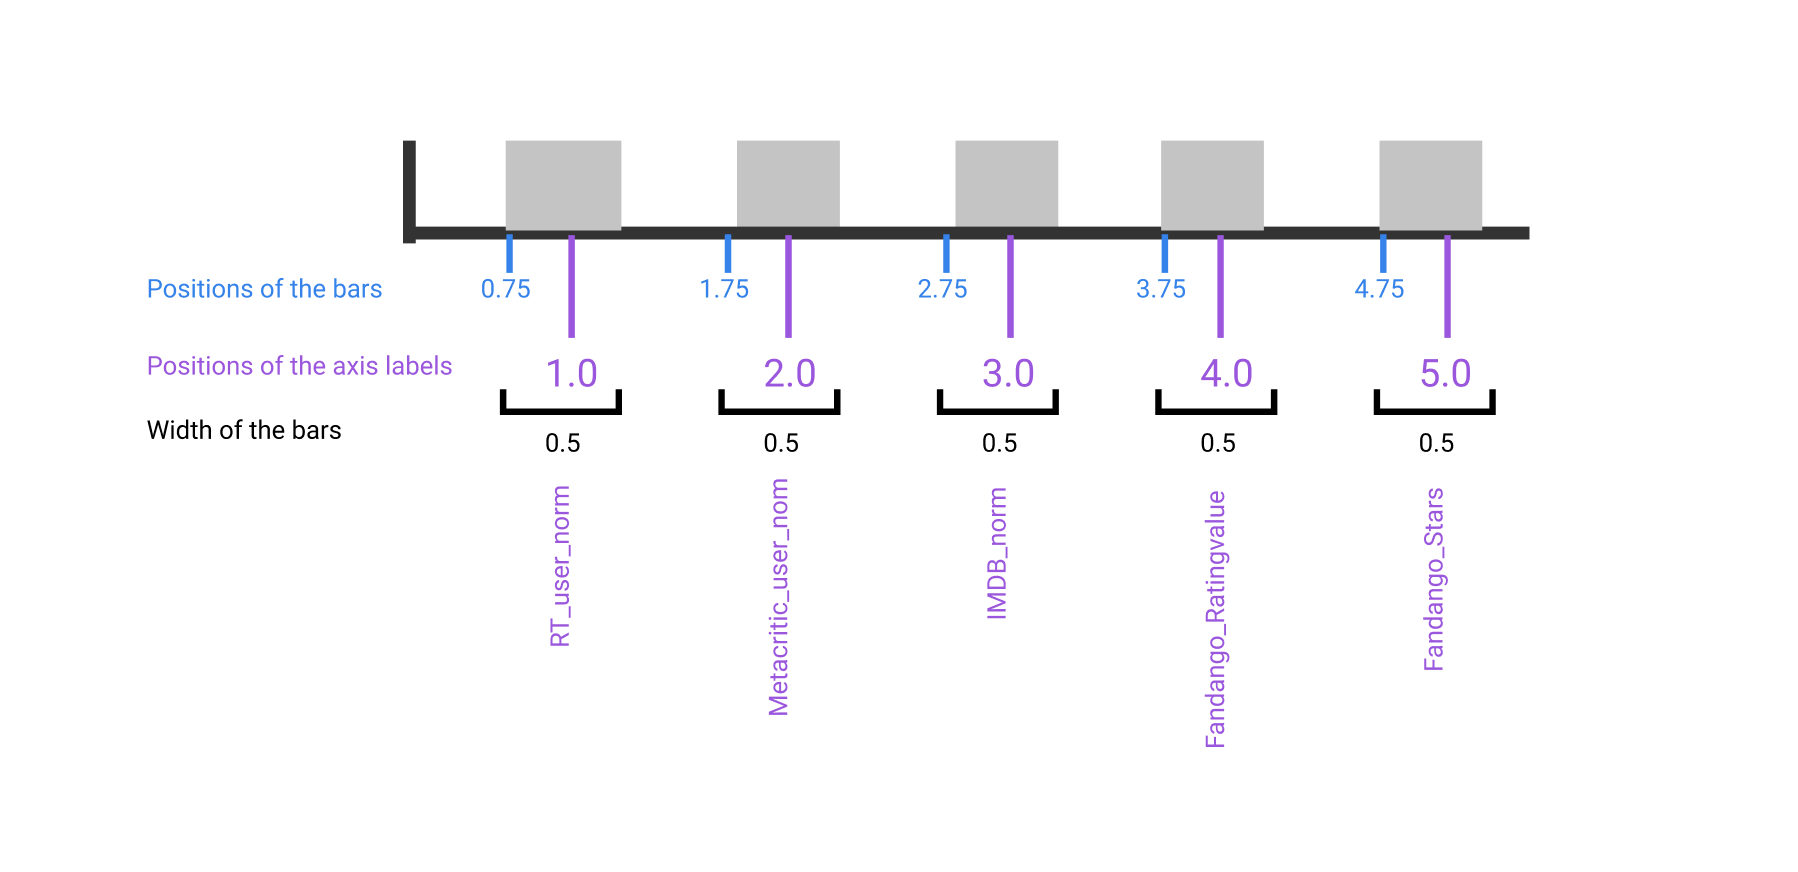 Positions of the bars 0.75 1.75 2.75 3.75 4.75
Positions of the axis labels 1.0 2.0 3.0 4.0 5.0
Width of the bars 0.5 0.5 0.5 0.5 0.5
RT_user_norm
Metacritic_user_nom
IMDB_norm
Fandango_Ratingvalue
Fandango_Stars